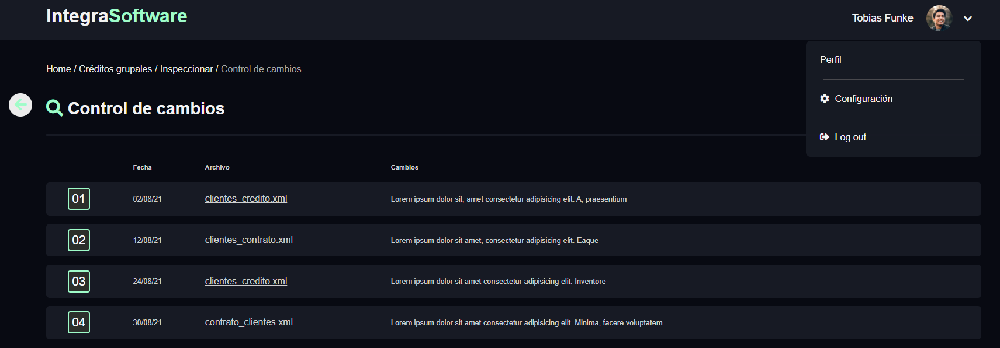 IntegraSoftware
Tobias Funke
Perfil
Configuración
Log out
Home / Créditos grupales / Inspeccionar / Control de cambios
Control de cambios
Fecha Archivo Cambios
01 02/08/21 clientes_credito.xml Lorem ipsum dolor sit, amet consectetur adipisicing elit. A, praesentium
02 12/08/21 clientes_contrato.xml Lorem ipsum dolor sit amet, consectetur adipisicing elit. Eaque
03 24/08/21 clientes_credito.xml Lorem ipsum dolor sit amet consectetur adipisicing elit. Inventore
04 30/08/21 contrato_clientes.xml Lorem ipsum dolor sit amet consectetur adipisicing elit. Minima, facere voluptatem